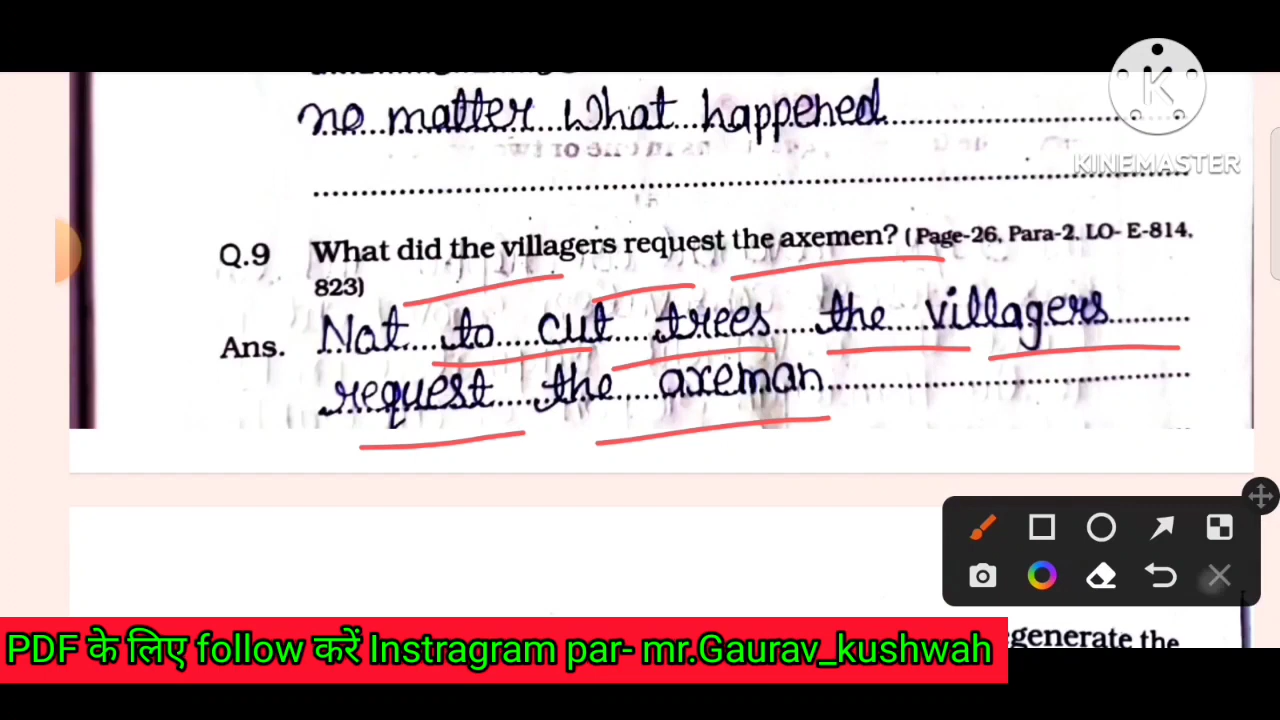 no matter What happened
KINEMASTER
Q.9 What did the villagers request the axemen? (Page-26, Para-2, LO- E-814,
823)
Ans. Nat to cut trees the villagers
request the axeman
generate the
PDF के लिए follow करें Instragram par- mr.Gaurav_kushwah